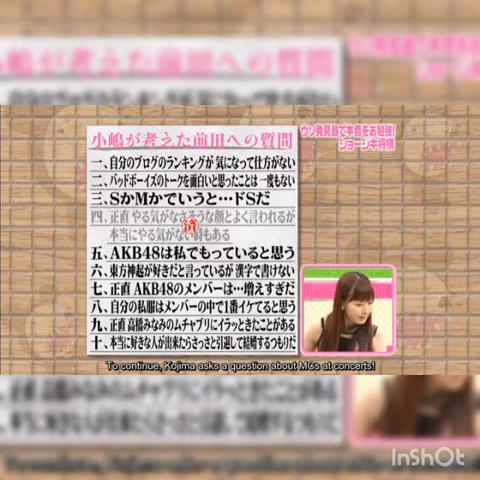 小嶋が考えた前田への質問
ウソ発見器で本音をお勉強!
ショージキ将棋
一、自分のブログのランキングが 気になって仕方がない
二、バッドボーイズのトークを面白いと思ったことは 一度もない
三、SかMかでいうと…ドSだ
四、正直 やる気がなさそうな顔とよく言われるが
本当にやる気がない時もある
済
五、AKB48は私でもっていると思う
六、東方神起が好きだと言っているが 漢字で書けない
七、正直 AKBのメンバーは…増えすぎだ
八、自分の私服はメンバーの中で1番イケてると思う
九、正直 高橋みなみのムチャブリにイラッときたことがある
十、本当に好きな人が出来たらさっさと引退して結婚するつもりだ
To continue, Kojima asks a question about MCs at concerts!
InShOt